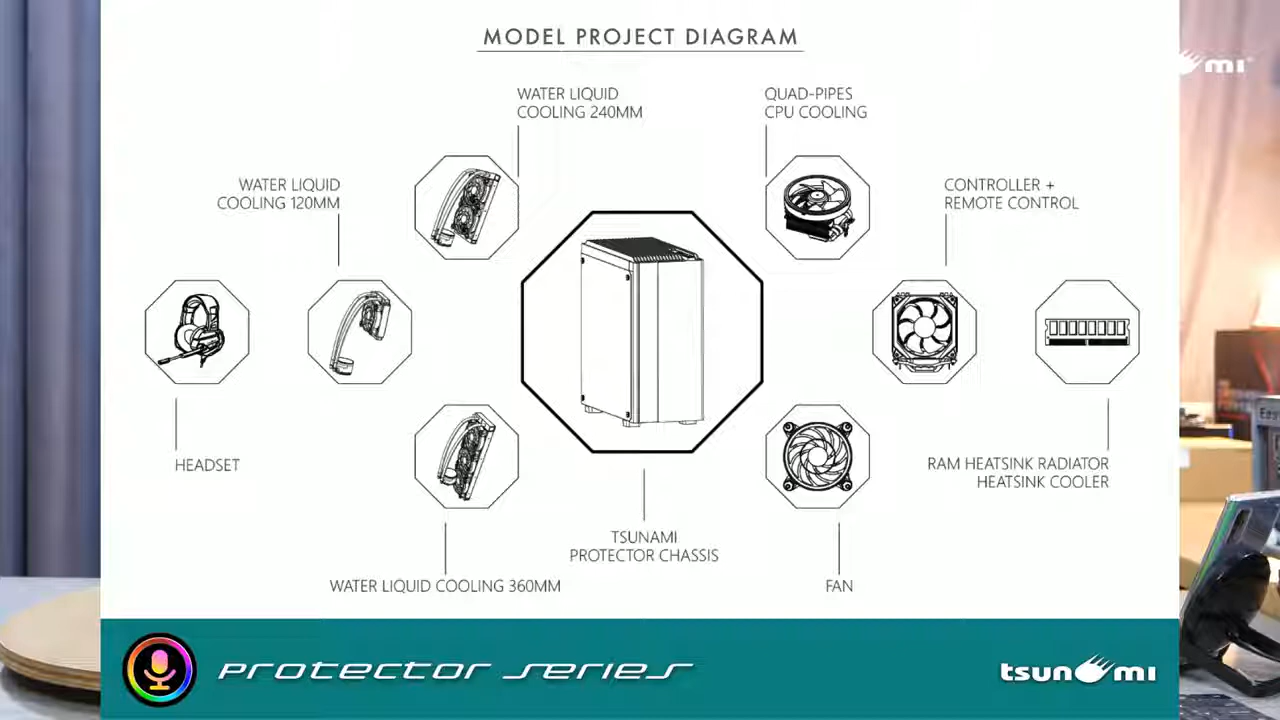 MODEL PROJECT DIAGRAM
WATER LIQUID
COOLING 240MM
QUAD-PIPES
CPU COOLING
WATER LIQUID
COOLING 120MM
CONTROLLER +
REMOTE CONTROL
HEADSET
RAM HEATSINK RADIATOR
HEATSINK COOLER
TSUNAMI
PROTECTOR CHASSIS
WATER LIQUID COOLING 360MM
FAN
Protector Series
tsunami